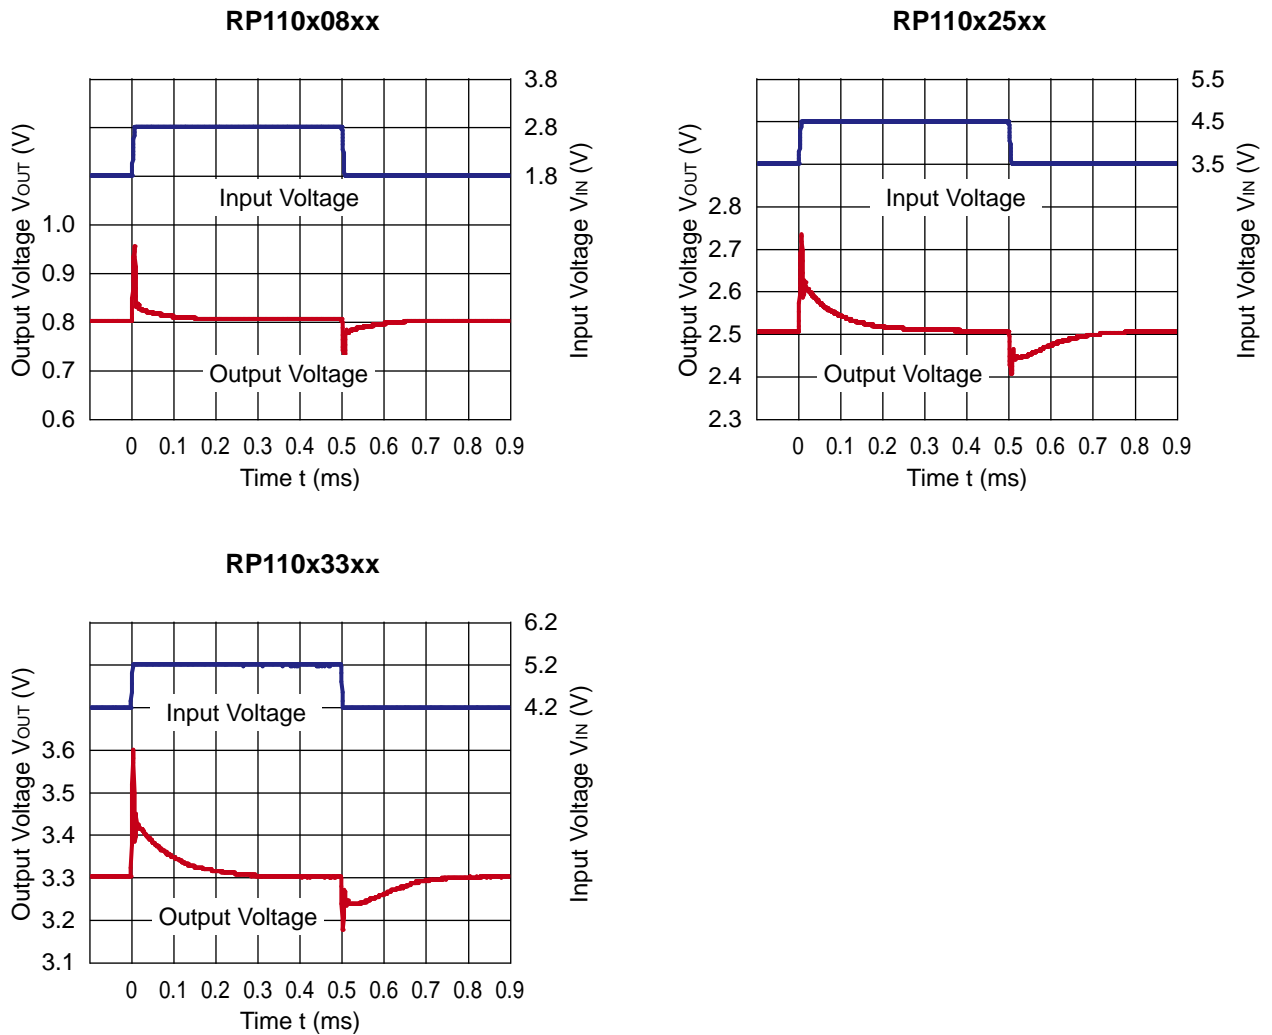 RP110x08xx
Output Voltage VOUT (V)
1.0
0.9
0.8
0.7
0.6
3.8
2.8
1.8
Input Voltage VIN (V)
Input Voltage
Output Voltage
0 0.1 0.2 0.3 0.4 0.5 0.6 0.7 0.8 0.9
Time t (ms)
RP110x25xx
Output Voltage VOUT (V)
2.8
2.7
2.6
2.5
2.4
2.3
5.5
4.5
3.5
Input Voltage VIN (V)
Input Voltage
Output Voltage
0 0.1 0.2 0.3 0.4 0.5 0.6 0.7 0.8 0.9
Time t (ms)
RP110x33xx
Output Voltage VOUT (V)
3.6
3.5
3.4
3.3
3.2
3.1
6.2
5.2
4.2
Input Voltage VIN (V)
Input Voltage
Output Voltage
0 0.1 0.2 0.3 0.4 0.5 0.6 0.7 0.8 0.9
Time t (ms)